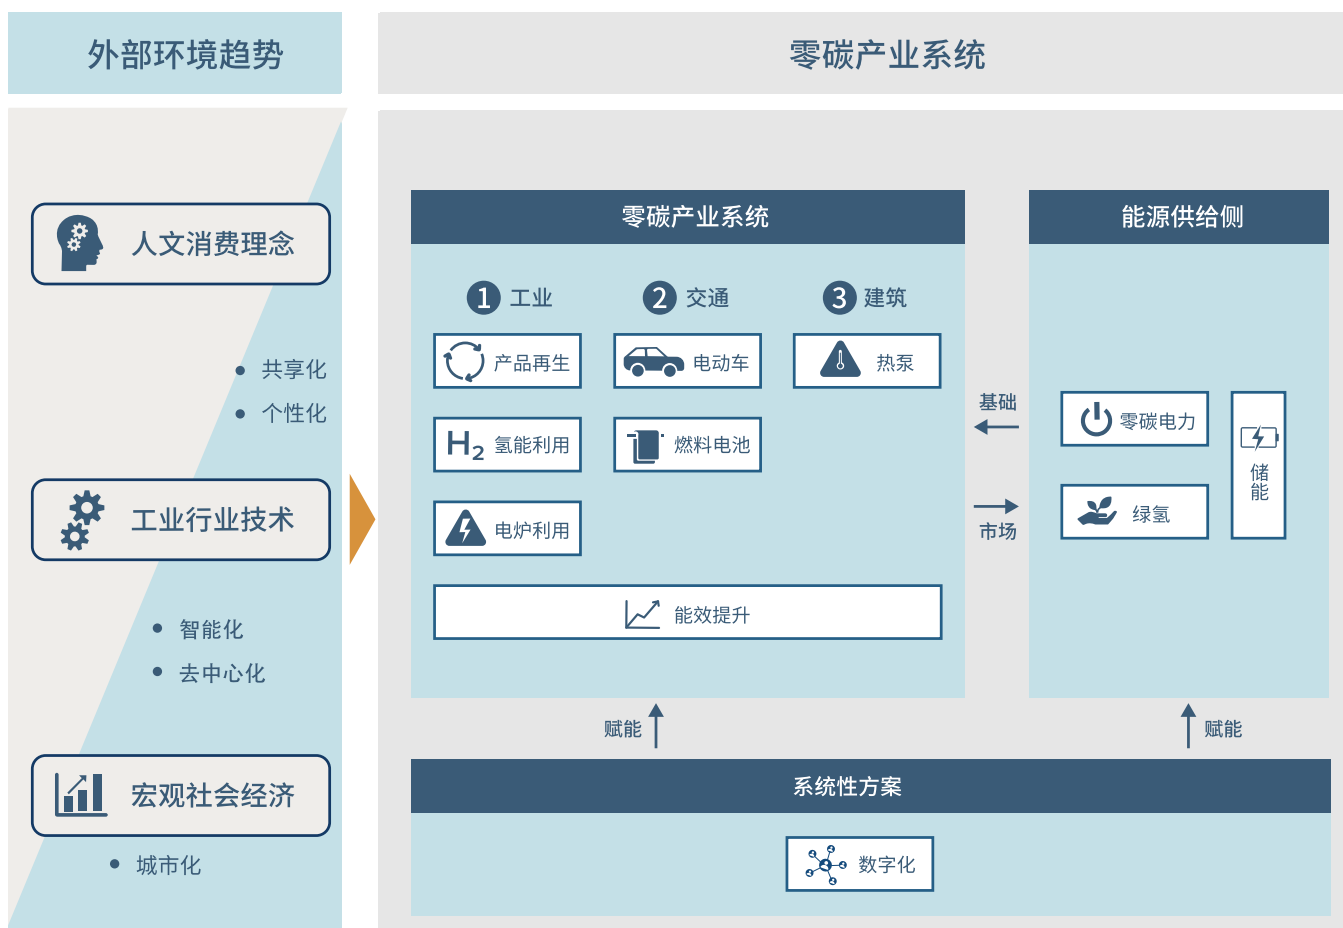 外部环境趋势
人文消费理念
共享化
个性化
工业行业技术
智能化
去中心化
宏观社会经济
城市化
零碳产业系统
零碳产业系统
1 工业
产品再生
H2 氢能利用
电炉利用
2 交通
电动车
燃料电池
3 建筑
热泵
能效提升
基础
市场
能源供给侧
零碳电力
绿氢
储
能
赋能
赋能
系统性方案
数字化